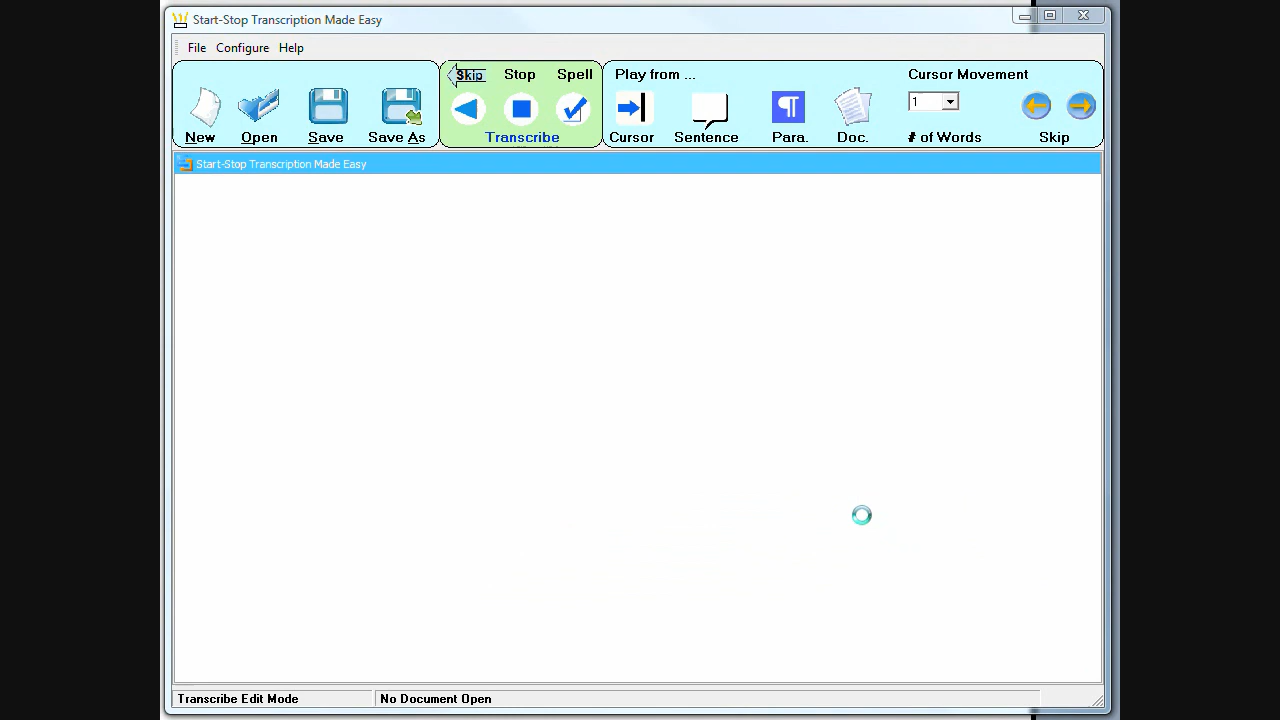 Start-Stop Transcription Made Easy
File Configure Help
Skip Stop Spell Play from ... Cursor Movement
1
New Open Save Save As Transcribe Cursor Sentence Para. Doc. # of Words Skip
Start-Stop Transcription Made Easy
Transcribe Edit Mode No Document Open